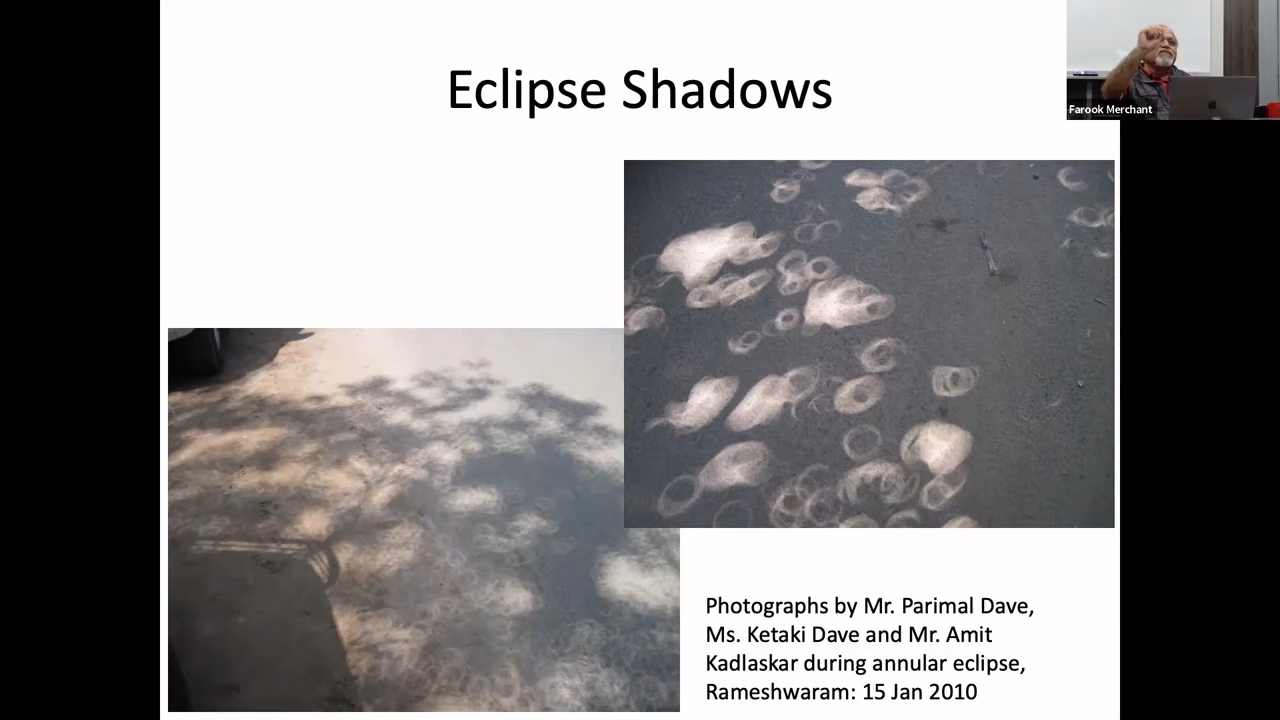 Eclipse Shadows
Farook Merchant
Photographs by Mr. Parimal Dave,
Ms. Ketaki Dave and Mr. Amit
Kadlaskar during annular eclipse,
Rameshwaram: 15 Jan 2010